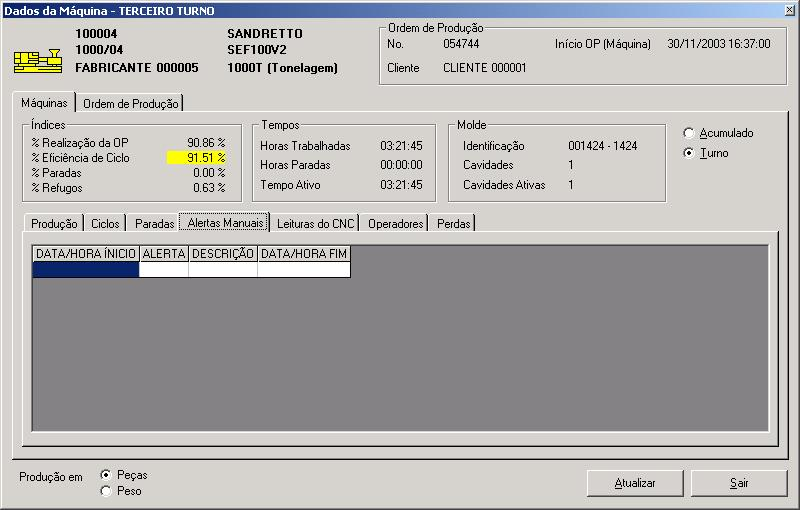 Dados da Máquina - TERCEIRO TURNO
100004 SANDRETTO
1000/04 SEF100V2
FABRICANTE 000005 1000T (Tonelagem)
Ordem de Produção
No. 054744 Início OP (Máquina) 30/11/2003 16:37:00
Cliente CLIENTE 000001
Máquinas Ordem de Produção
Índices
% Realização da OP 90.86 %
% Eficiência de Ciclo 91.51 %
% Paradas 0.00 %
% Refugos 0.63 %
Tempos
Horas Trabalhadas 03:21:45
Horas Paradas 00:00:00
Tempo Ativo 03:21:45
Molde
Identificação 001424 - 1424
Cavidades 1
Cavidades Ativas 1
Acumulado
Turno
Produção Ciclos Paradas Alertas Manuais Leituras do CNC Operadores Perdas
DATA/HORA ÍNICIO ALERTA DESCRIÇÃO DATA/HORA FIM
Produção em Peças
Peso
Atualizar Sair